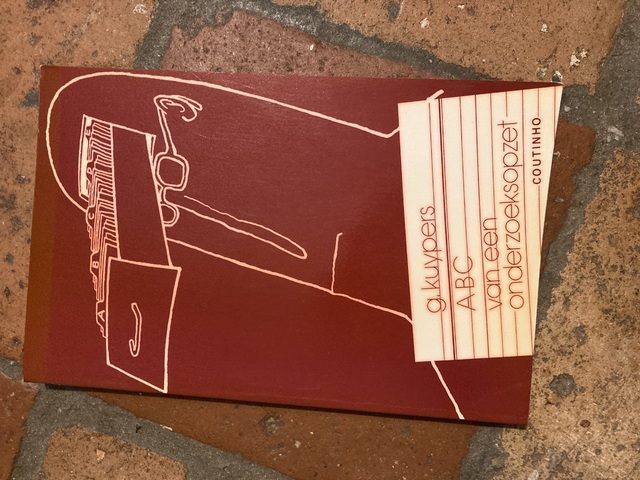 g. kuypers
ABC
van een
onderzoeksopzet
COUTINHO
A
B